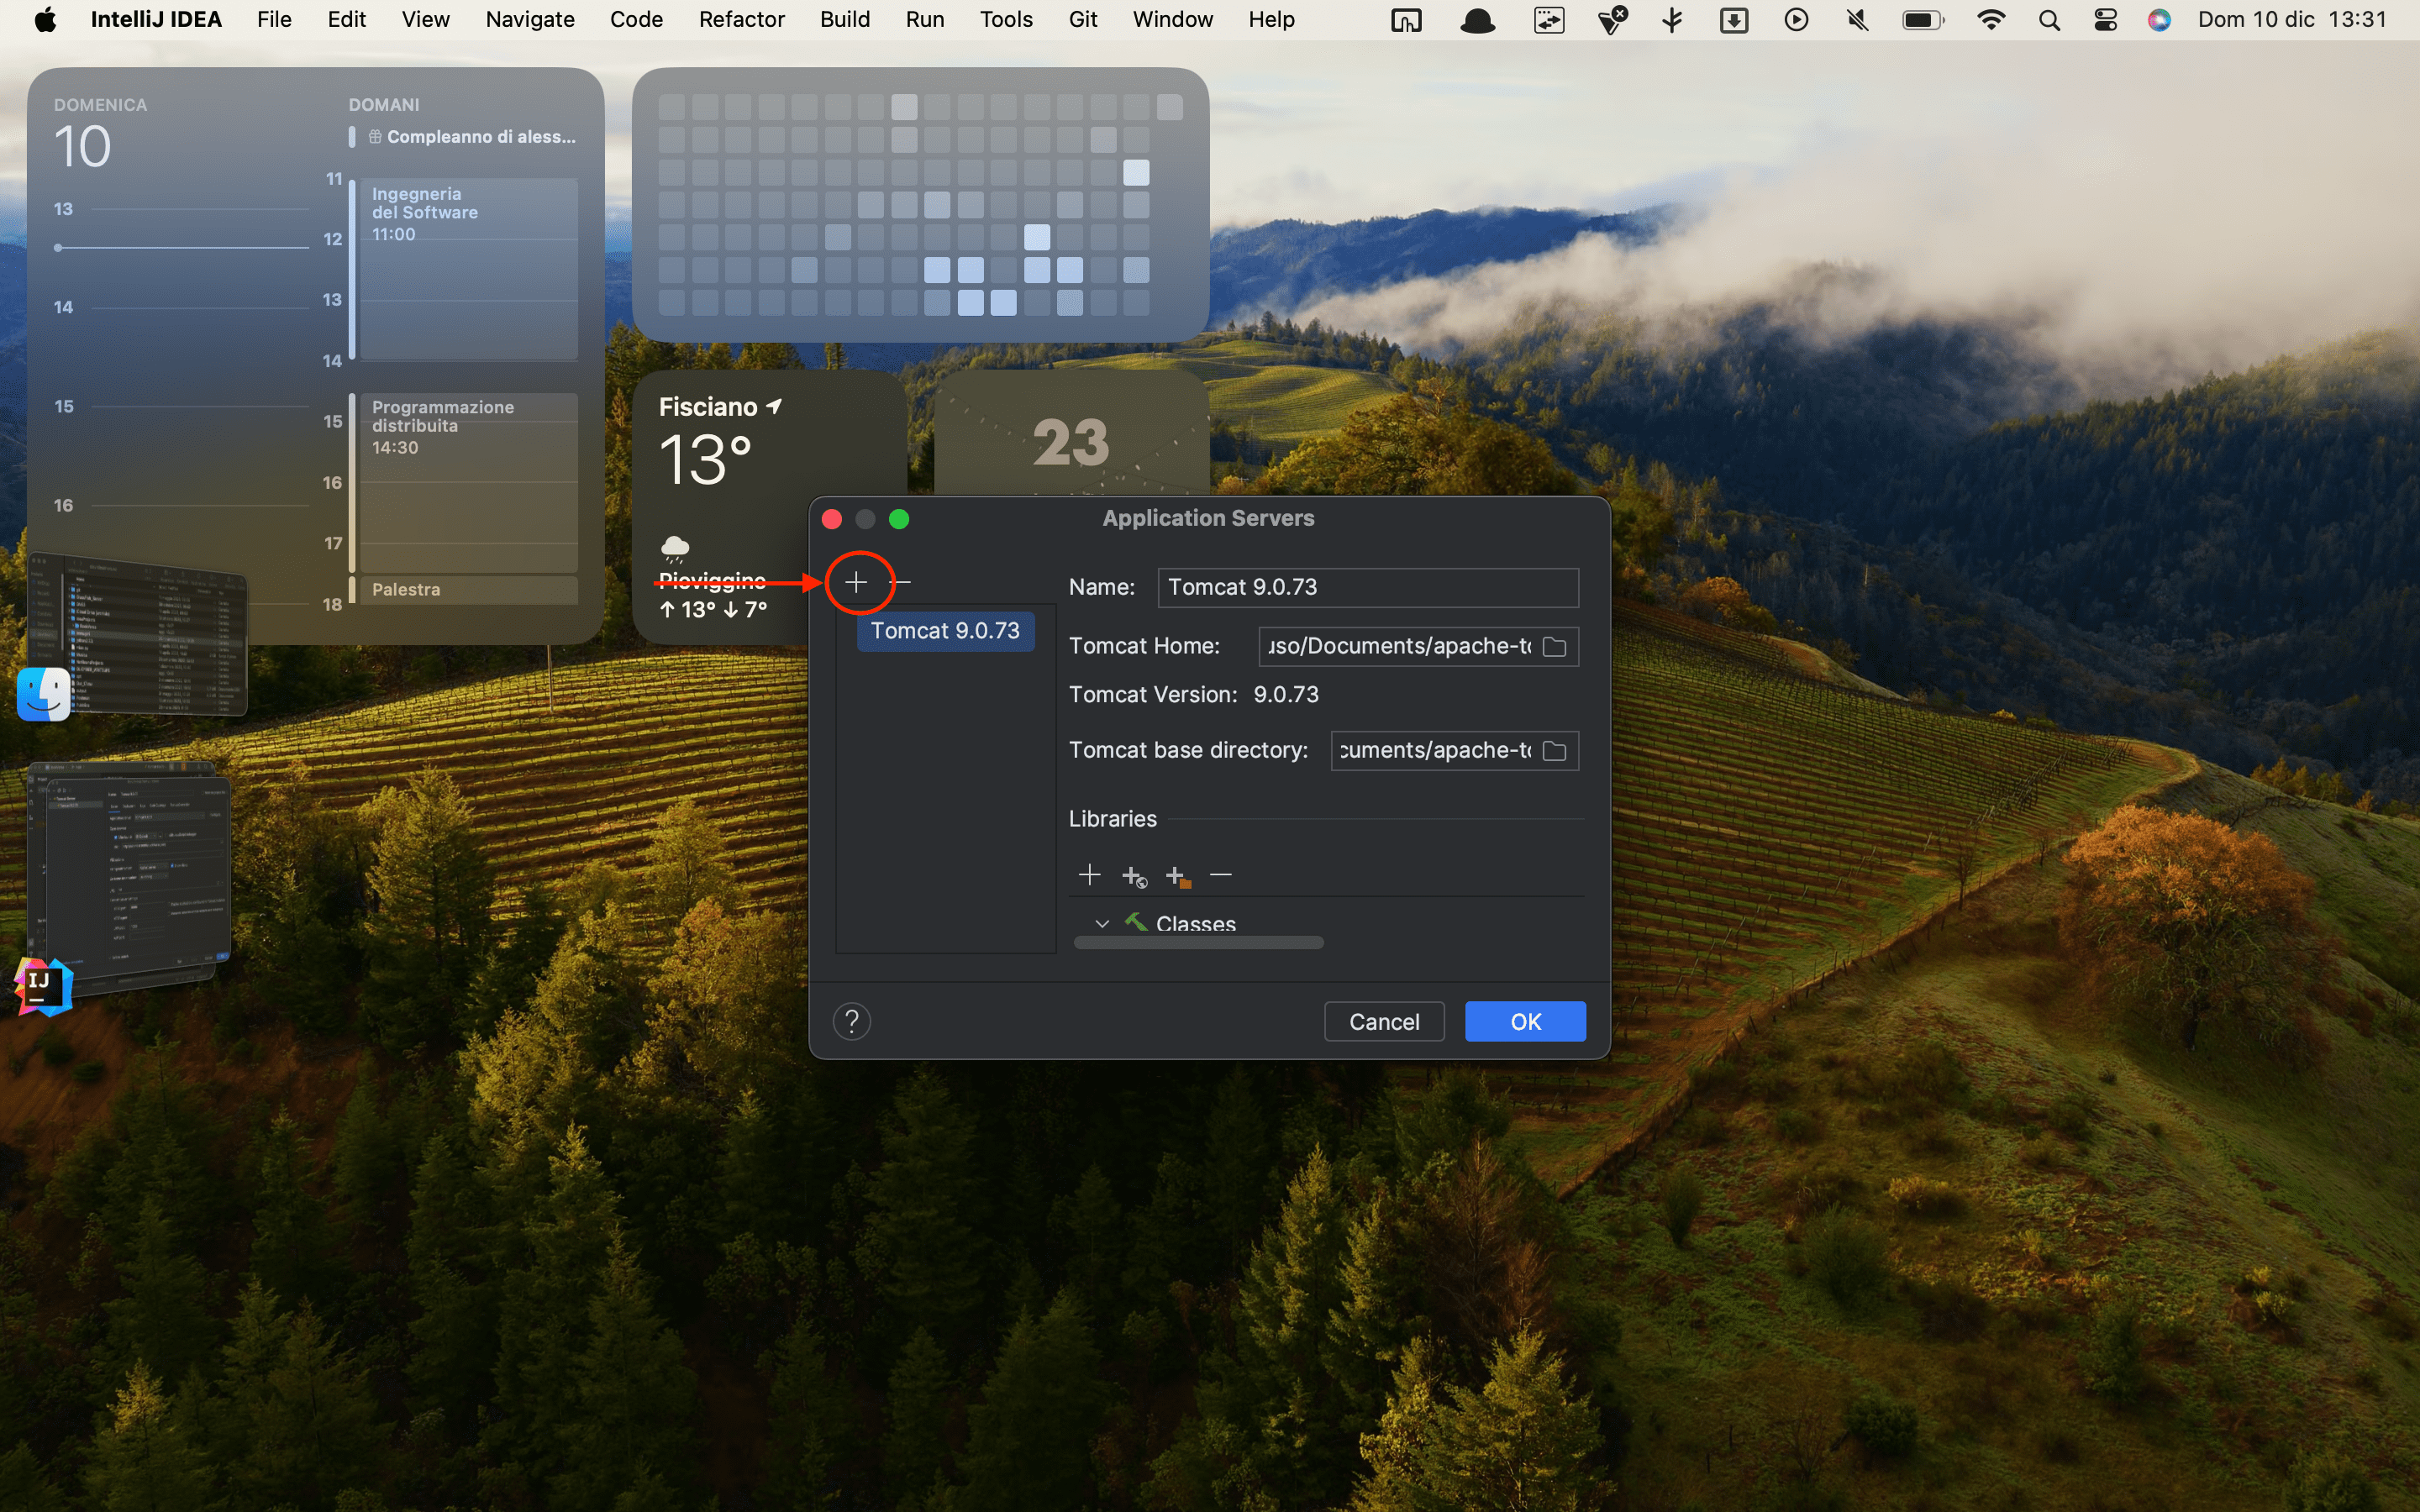 IntelliJ IDEA File Edit View Navigate Code Refactor Build Run Tools Git Window Help Dom 10 dic 13:31
DOMENICA
10
13
14
15
16
DOMANI
Compleanno di aless...
11
Ingegneria
del Software
11:00
12
13
14
Programmazione
distribuita
14:30
15
16
17
Palestra
18
Fisciano
13°
Pioviggine
↑ 13° ↓ 7°
23
Application Servers
Tomcat 9.0.73
Name: Tomcat 9.0.73
Tomcat Home: uso/Documents/apache-to
Tomcat Version: 9.0.73
Tomcat base directory: cuments/apache-to
Libraries
Classes
? Cancel OK
IJ